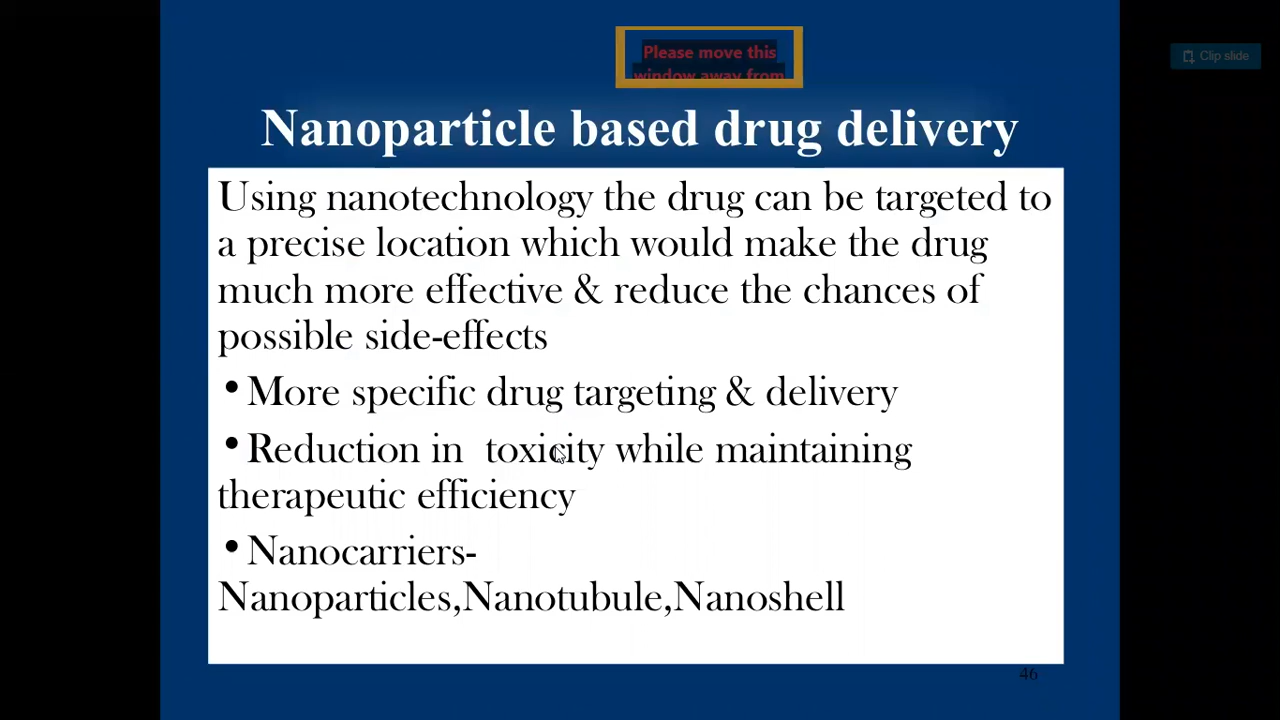 Please move this
window away from
Clip slide
Nanoparticle based drug delivery
Using nanotechnology the drug can be targeted to
a precise location which would make the drug
much more effective & reduce the chances of
possible side-effects
•More specific drug targeting & delivery
•Reduction in  toxicity while maintaining
therapeutic efficiency
•Nanocarriers-
Nanoparticles,Nanotubule,Nanoshell
46